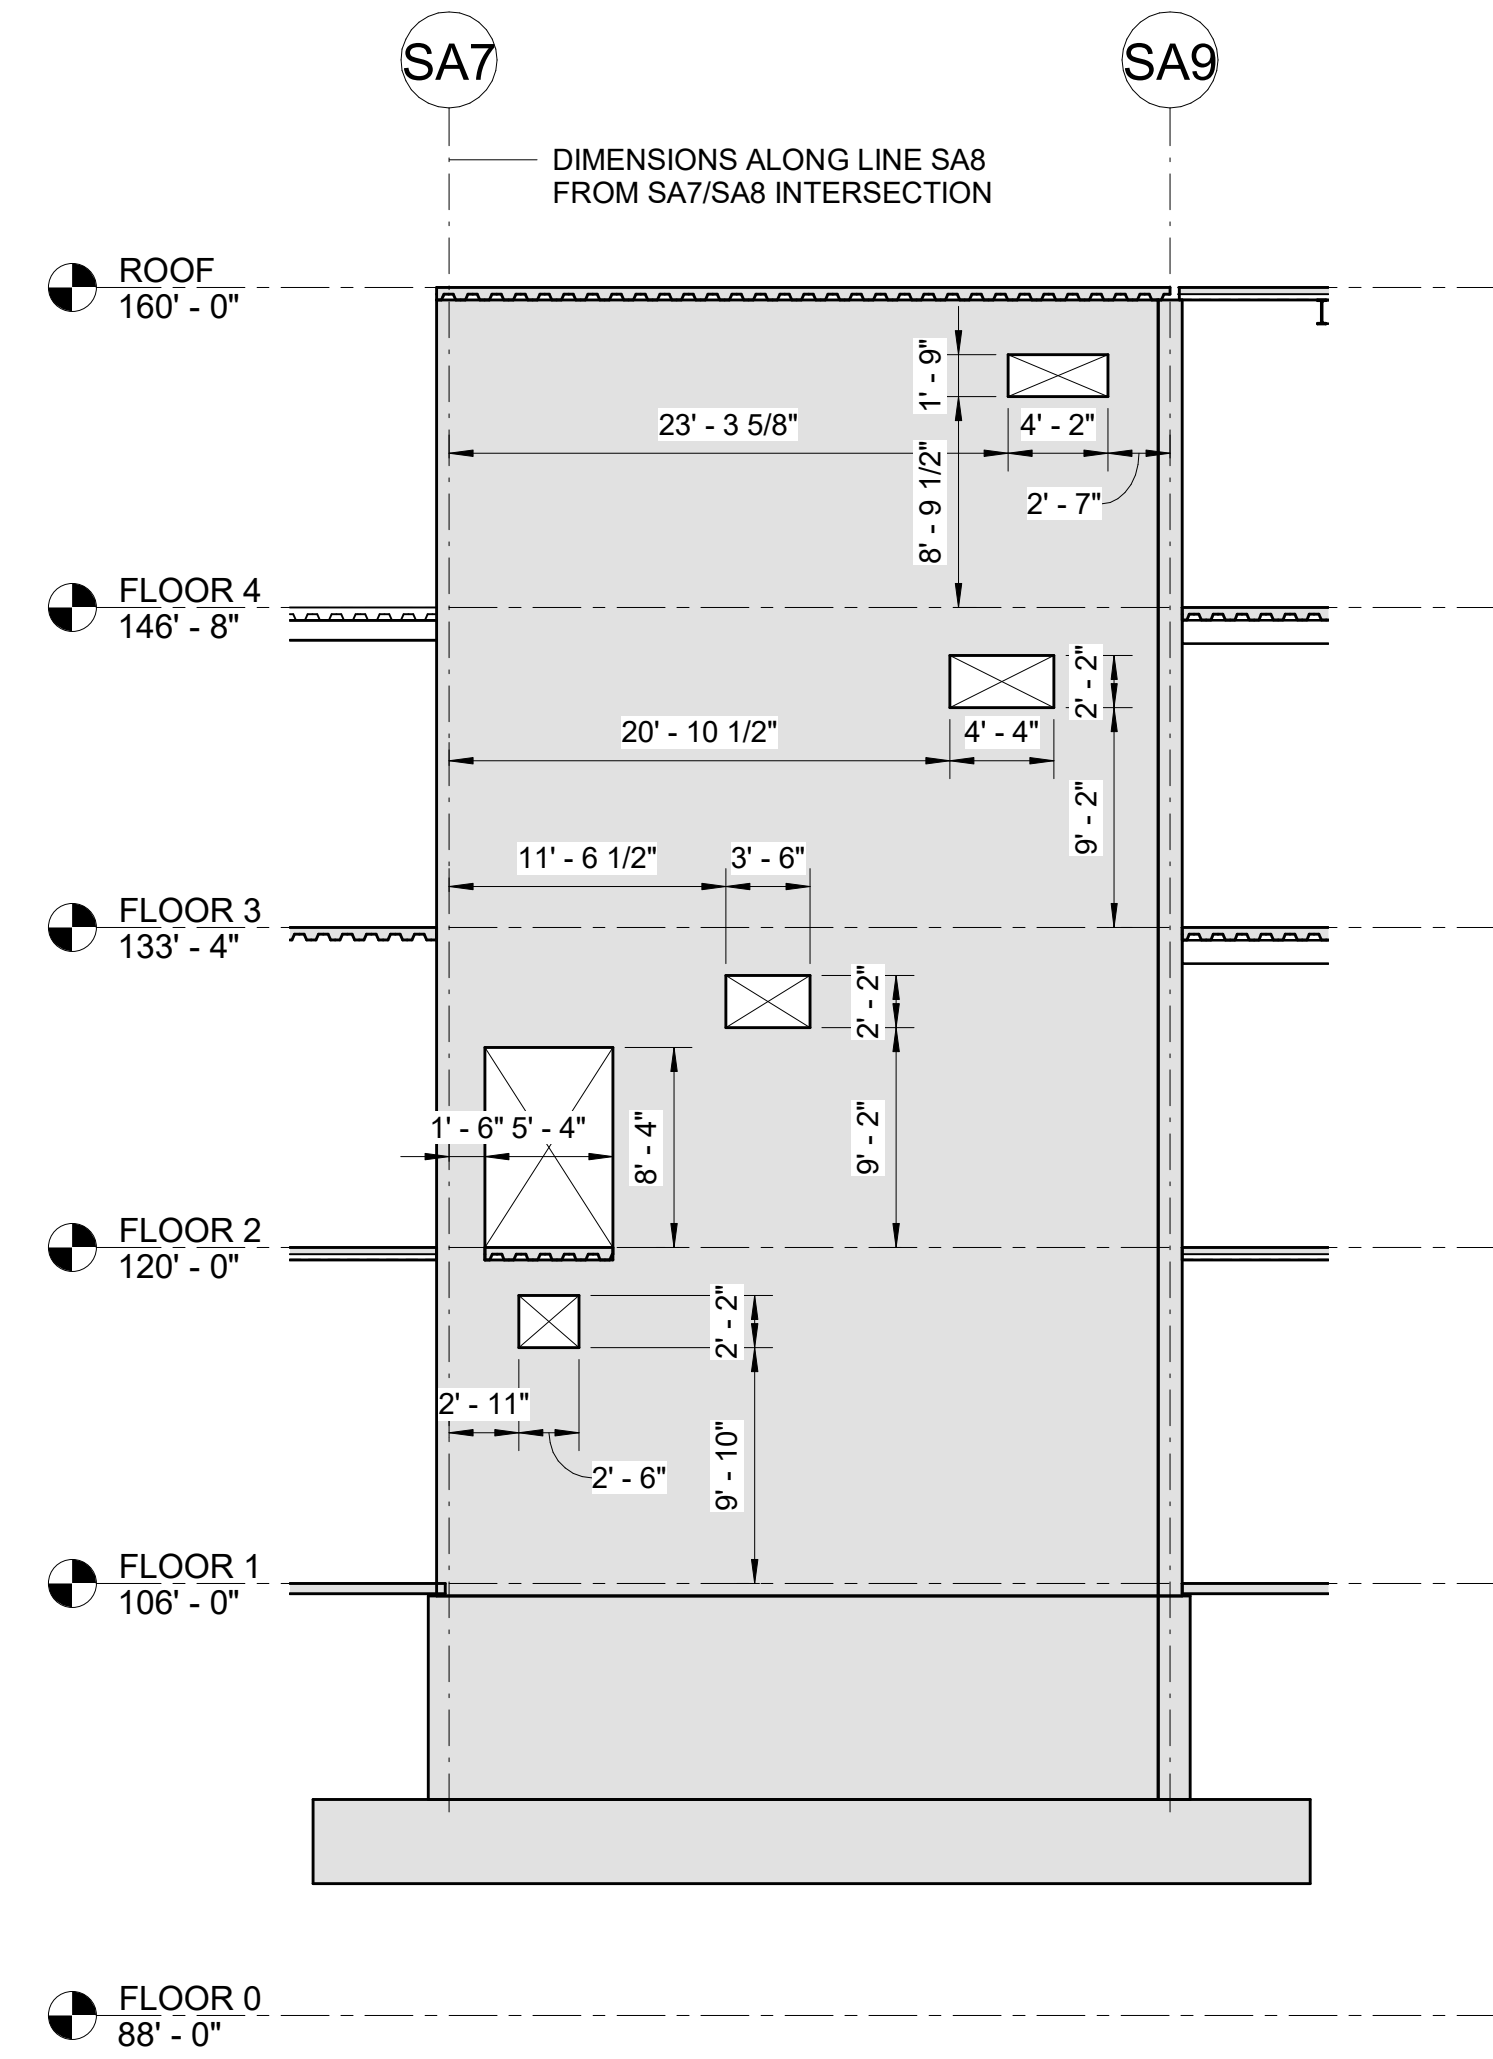 SA7
SA9
DIMENSIONS ALONG LINE SA8
FROM SA7/SA8 INTERSECTION
ROOF
160' - 0"
1' - 9"
23' - 3 5/8"
4' - 2"
8' - 9 1/2"
2' - 7"
FLOOR 4
146' - 8"
2' - 2"
20' - 10 1/2"
4' - 4"
9' - 2"
11' - 6 1/2"
3' - 6"
FLOOR 3
133' - 4"
2' - 2"
1' - 6"
5' - 4"
8' - 4"
9' - 2"
FLOOR 2
120' - 0"
2' - 2"
2' - 11"
9' - 10"
2' - 6"
FLOOR 1
106' - 0"
FLOOR 0
88' - 0"